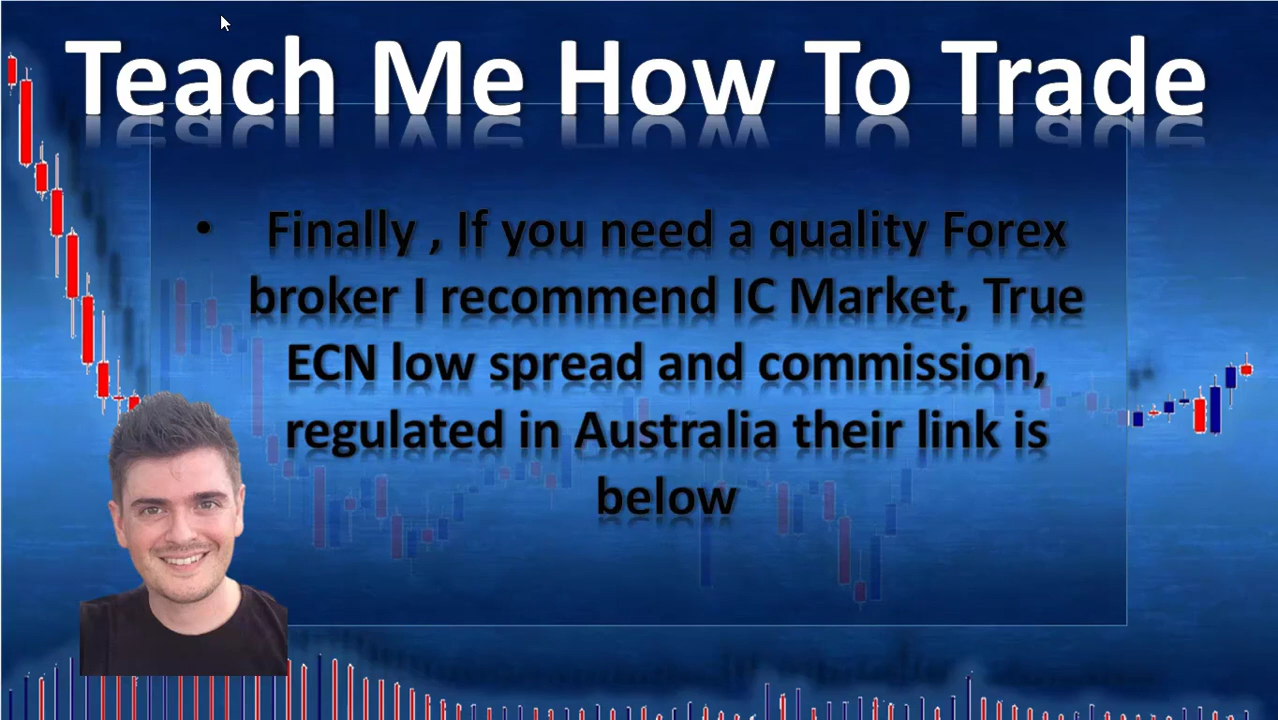 Teach Me How To Trade
• Finally , If you need a quality Forex
broker I recommend IC Market, True
ECN low spread and commission,
regulated in Australia their link is
below